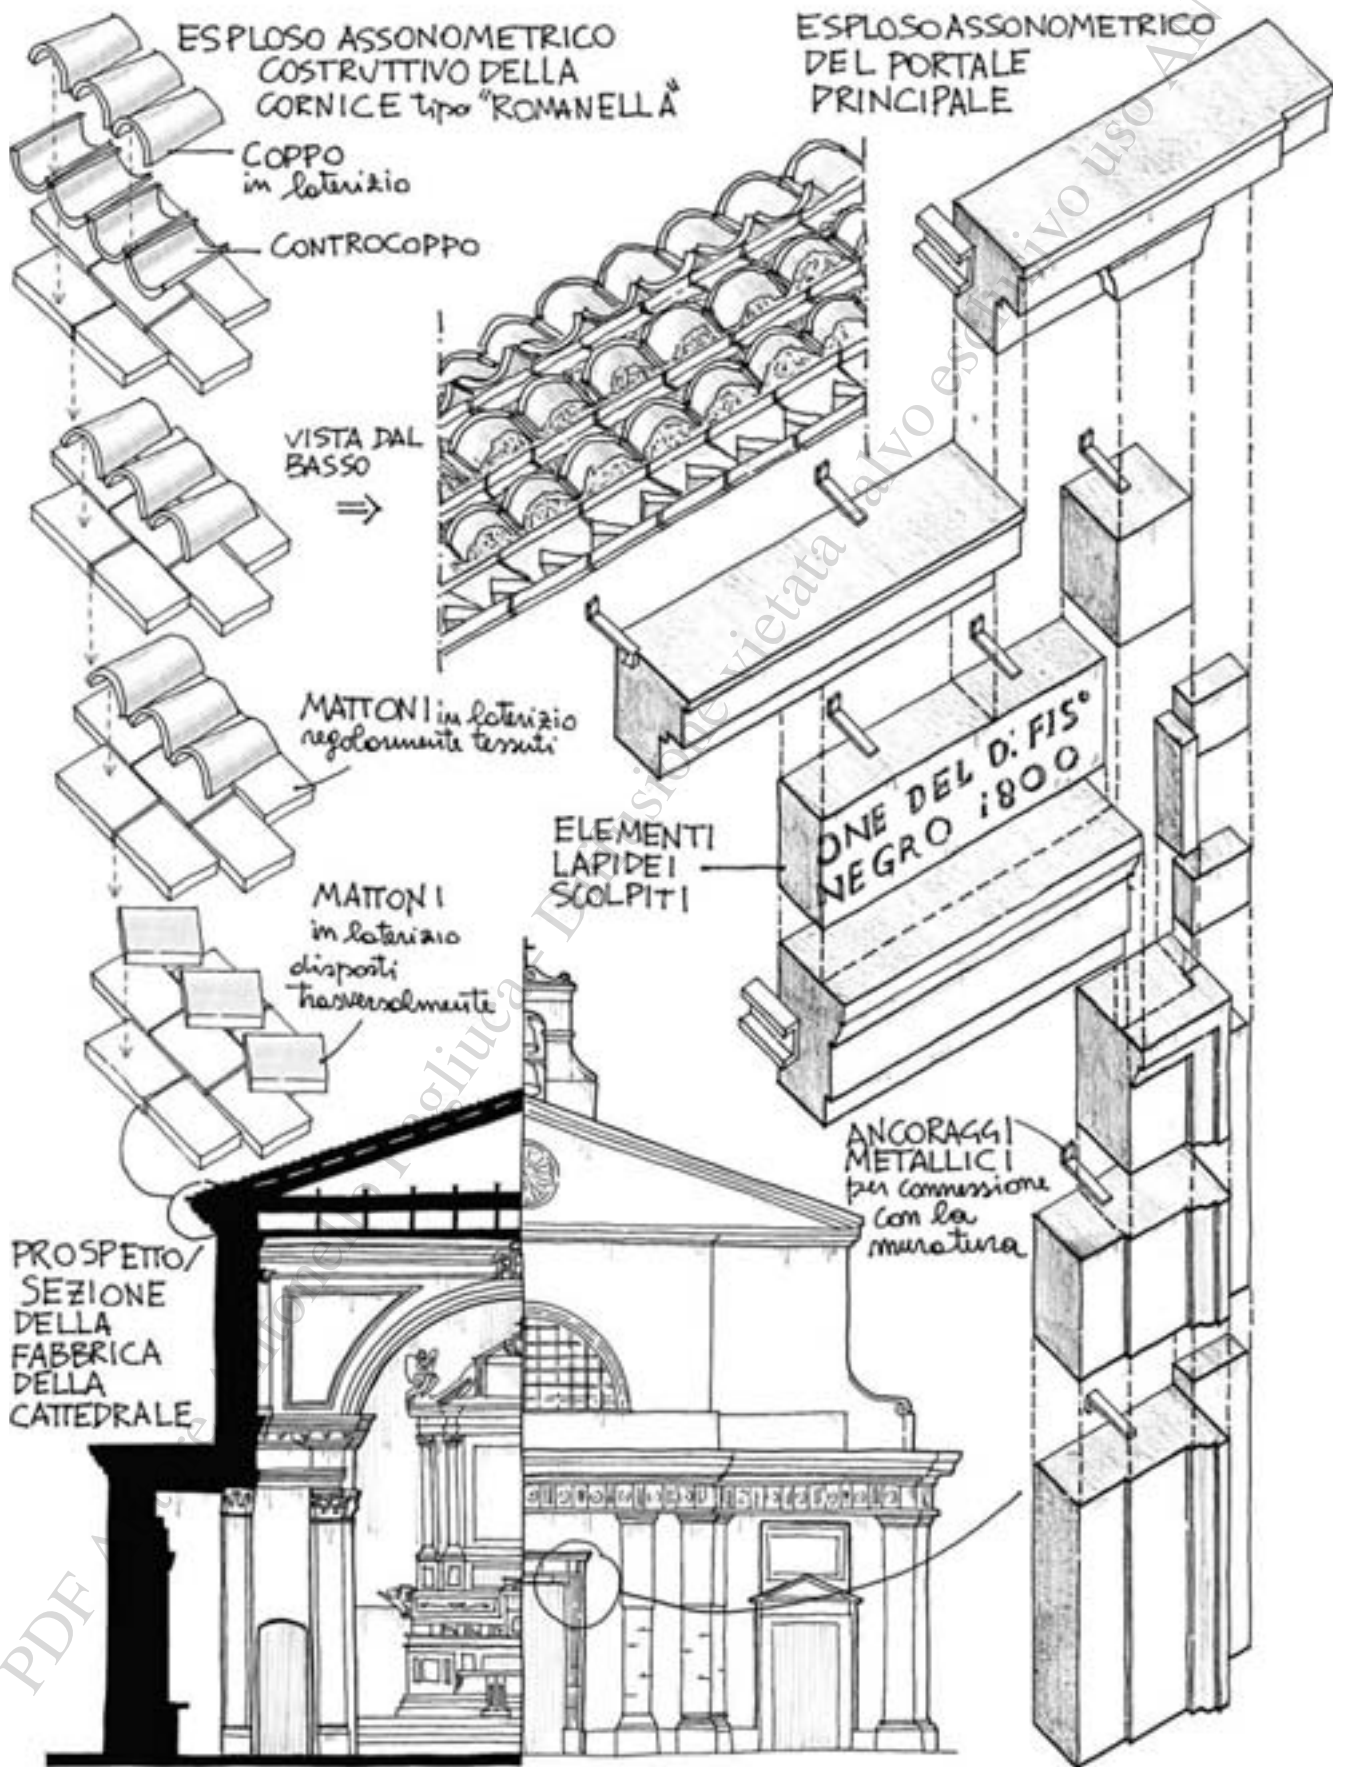 ESPLOSO ASSONOMETRICO
COSTRUTTIVO DELLA
CORNICE tipo "ROMANELLA"
COPPO
in laterizio
CONTROCOPPO
VISTA DAL
BASSO
MATTONI in laterizio
regolarmente tessuti
MATTONI
in laterizio
disposti
trasversalmente
PROSPETTO/
SEZIONE
DELLA
FABBRICA
DELLA
CATTEDRALE
ESPLOSO ASSONOMETRICO
DEL PORTALE
PRINCIPALE
ONE DEL D: FIS°
NEGRO 1800
ELEMENTI
LAPIDEI
SCOLPITI
ANCORAGGI
METALLICI
per connessione
con la
muratura